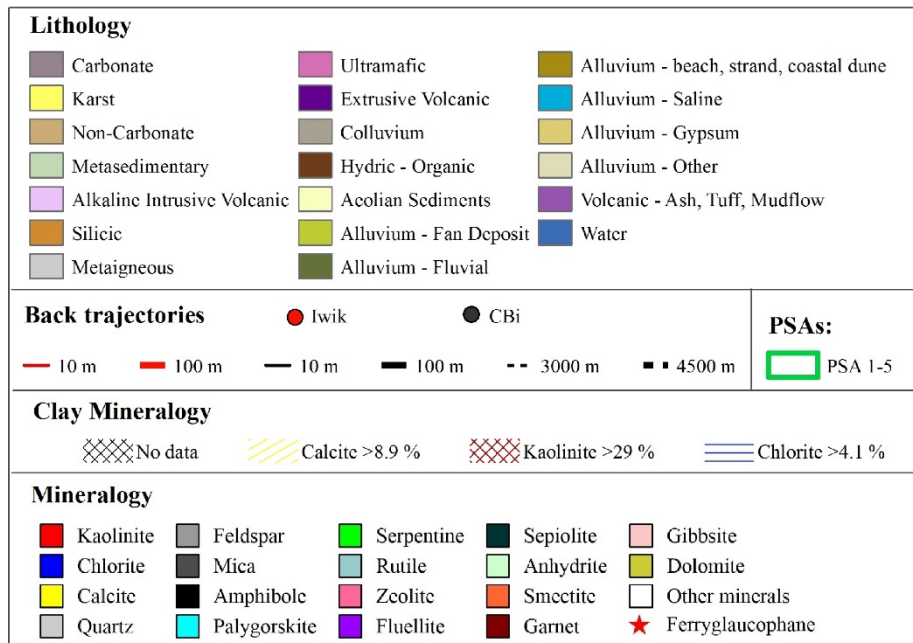 Lithology
Carbonate Ultramafic Alluvium - beach, strand, coastal dune
Karst Extrusive Volcanic Alluvium - Saline
Non-Carbonate Colluvium Alluvium - Gypsum
Metasedimentary Hydric - Organic Alluvium - Other
Alkaline Intrusive Volcanic Aeolian Sediments Volcanic - Ash, Tuff, Mudflow
Silicic Alluvium - Fan Deposit Water
Metaigneous Alluvium - Fluvial
Back trajectories Iwik CBi PSAs:
10 m 100 m 10 m 100 m 3000 m 4500 m PSA 1-5
Clay Mineralogy
No data Calcite >8.9 % Kaolinite >29 % Chlorite >4.1 %
Mineralogy
Kaolinite Feldspar Serpentine Sepiolite Gibbsite
Chlorite Mica Rutile Anhydrite Dolomite
Calcite Amphibole Zeolite Smectite Other minerals
Quartz Palygorskite Fluellite Garnet Ferryglaucophane